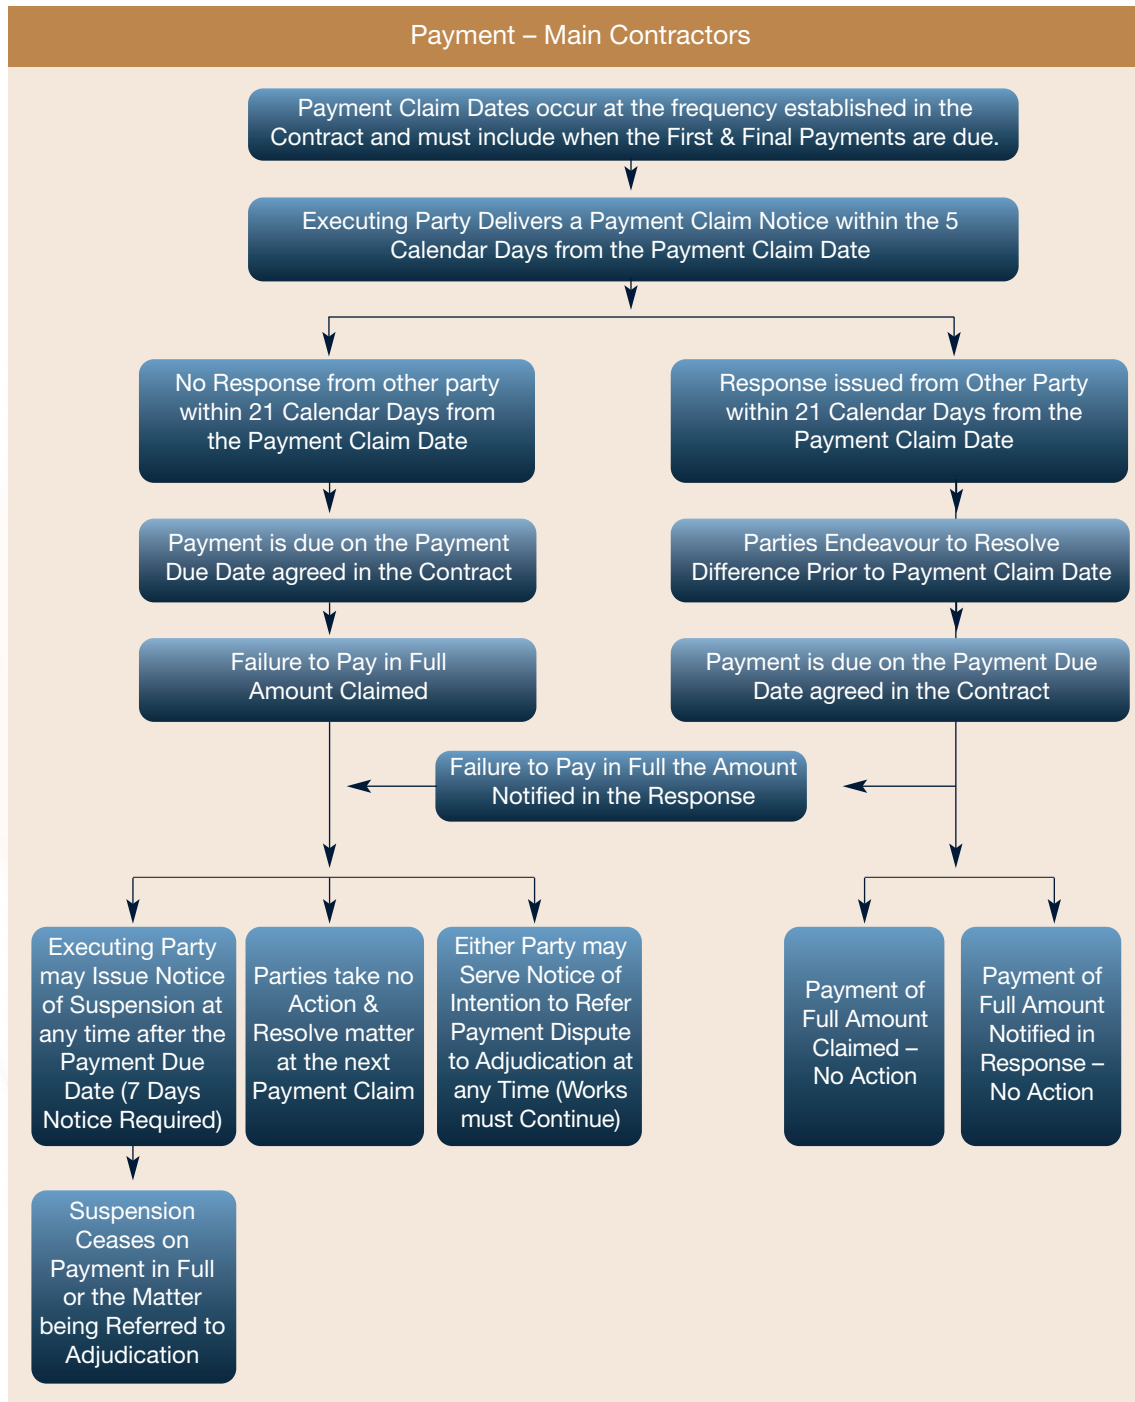 Payment – Main Contractors
Payment Claim Dates occur at the frequency established in the
Contract and must include when the First & Final Payments are due.
Executing Party Delivers a Payment Claim Notice within the 5
Calendar Days from the Payment Claim Date
No Response from other party
within 21 Calendar Days from
the Payment Claim Date
Response issued from Other Party
within 21 Calendar Days from the
Payment Claim Date
Payment is due on the Payment
Due Date agreed in the Contract
Parties Endeavour to Resolve
Difference Prior to Payment Claim Date
Failure to Pay in Full
Amount Claimed
Payment is due on the Payment Due
Date agreed in the Contract
Failure to Pay in Full the Amount
Notified in the Response
Executing Party
may Issue Notice
of Suspension at
any time after the
Payment Due
Date (7 Days
Notice Required)
Parties take no
Action &
Resolve matter
at the next
Payment Claim
Either Party may
Serve Notice of
Intention to Refer
Payment Dispute
to Adjudication at
any Time (Works
must Continue)
Payment of
Full Amount
Claimed –
No Action
Payment of
Full Amount
Notified in
Response –
No Action
Suspension
Ceases on
Payment in Full
or the Matter
being Referred to
Adjudication